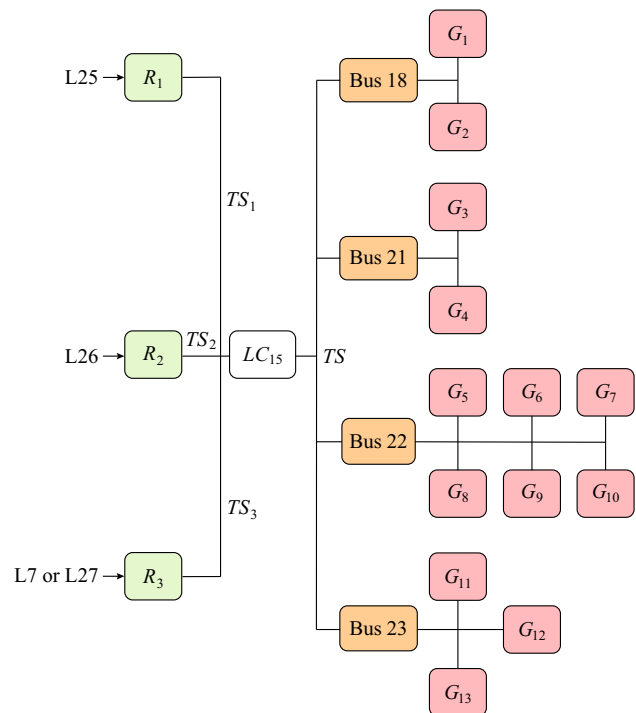 L25
R₁
TS₁
L26
R₂
TS₂
L7 or L27
R₃
TS₃
LC₁₅
TS
Bus 18
G₁
G₂
Bus 21
G₃
G₄
Bus 22
G₅
G₆
G₇
G₈
G₉
G₁₀
Bus 23
G₁₁
G₁₂
G₁₃